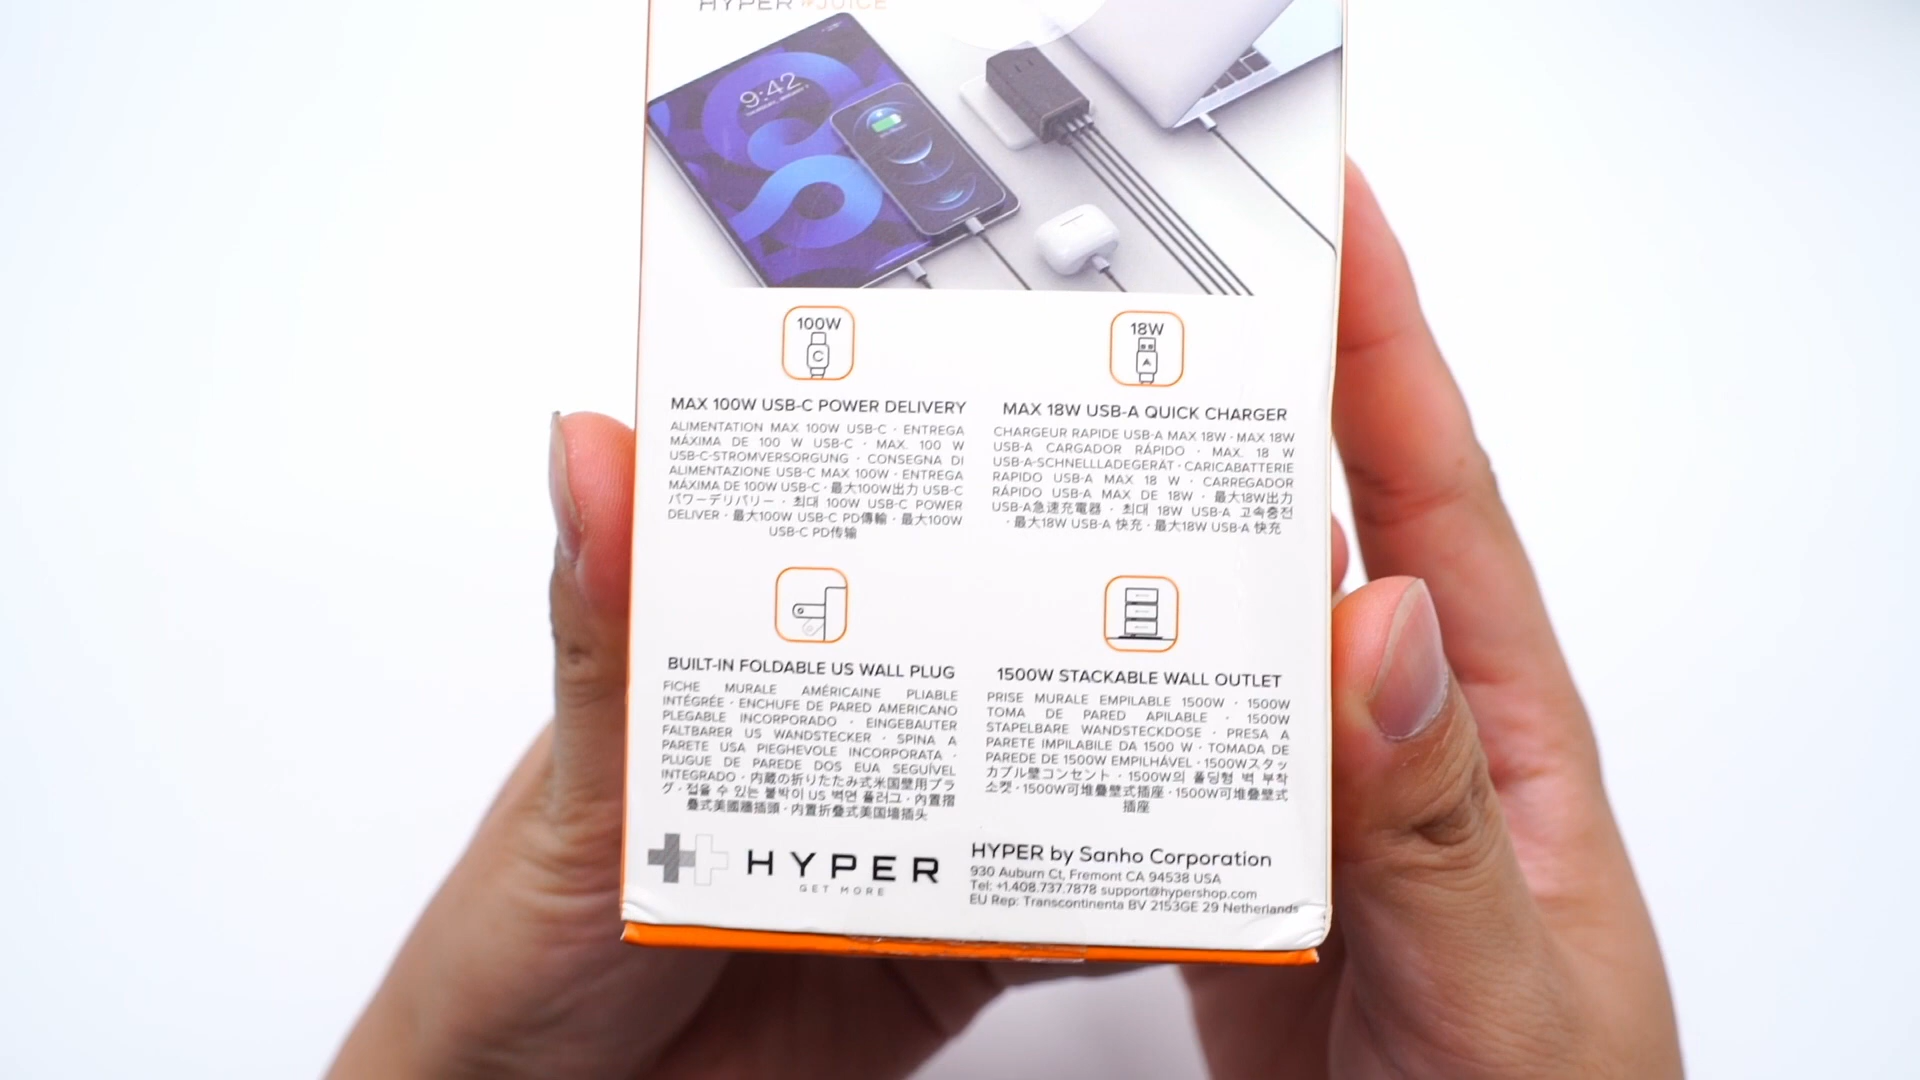 HYPER #JUICE
9:42
100W
C
MAX 100W USB-C POWER DELIVERY
ALIMENTATION MAX 100W USB-C · ENTREGA
MÁXIMA DE 100 W USB-C · MAX. 100 W
USB-C-STROMVERSORGUNG · CONSEGNA DI
ALIMENTAZIONE USB-C MAX 100W · ENTREGA
MÁXIMA DE 100W USB-C · 最大100W出力 USB-C
パワーデリバリー · 최대 100W USB-C POWER
DELIVER · 最大100W USB-C PD傳輸 · 最大100W
USB-C PD传输
18W
A
MAX 18W USB-A QUICK CHARGER
CHARGEUR RAPIDE USB-A MAX 18W · MAX 18W
USB-A CARGADOR RÁPIDO · MAX. 18 W
USB-A-SCHNELLLADEGERÄT · CARICABATTERIE
RAPIDO USB-A MAX 18 W · CARREGADOR
RÁPIDO USB-A MAX DE 18W · 最大18W出力
USB-A急速充電器 · 최대 18W USB-A 고속충전
· 最大18W USB-A 快充 · 最大18W USB-A 快充
BUILT-IN FOLDABLE US WALL PLUG
FICHE MURALE AMÉRICAINE PLIABLE
INTÉGRÉE · ENCHUFE DE PARED AMERICANO
PLEGABLE INCORPORADO · EINGEBAUTER
FALTBARER US WANDSTECKER · SPINA A
PARETE USA PIEGHEVOLE INCORPORATA ·
PLUGUE DE PAREDE DOS EUA SEGUÍVEL
INTEGRADO · 内蔵の折りたたみ式米国壁用プラ
グ · 접을 수 있는 붙박이 US 벽면 플러그 · 內置摺
疊式美國牆插頭 · 内置折叠式美国墙插头
1500W STACKABLE WALL OUTLET
PRISE MURALE EMPILABLE 1500W · 1500W
TOMA DE PARED APILABLE · 1500W
STAPELBARE WANDSTECKDOSE · PRESA A
PARETE IMPILABILE DA 1500 W · TOMADA DE
PAREDE DE 1500W EMPILHÁVEL · 1500Wスタッ
カブル壁コンセント · 1500W의 폴딩형 벽 부착
소켓 · 1500W可堆疊壁式插座 · 1500W可堆叠壁式
插座
HYPER
GET MORE
HYPER by Sanho Corporation
930 Auburn Ct, Fremont CA 94538 USA
Tel: +1.408.737.7878 support@hypershop.com
EU Rep: Transcontinenta BV 2153GE 29 Netherlands